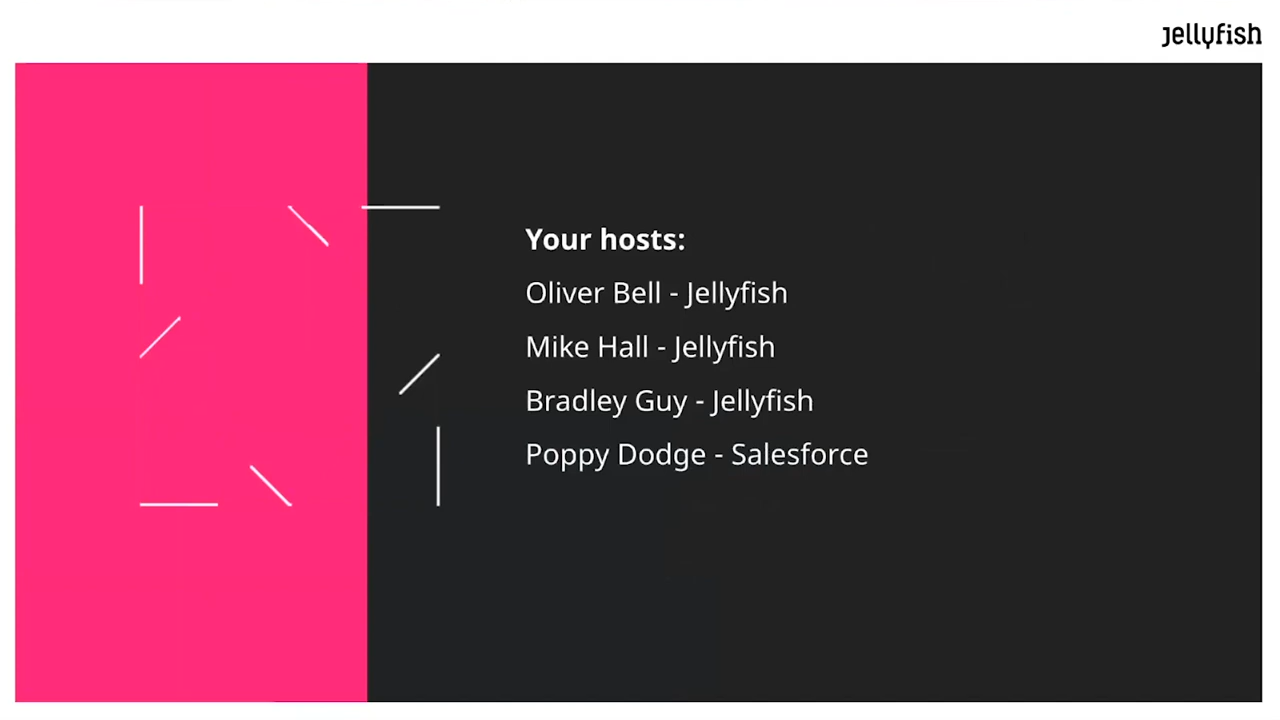 Jellyfish
Your hosts:
Oliver Bell - Jellyfish
Mike Hall - Jellyfish
Bradley Guy - Jellyfish
Poppy Dodge - Salesforce